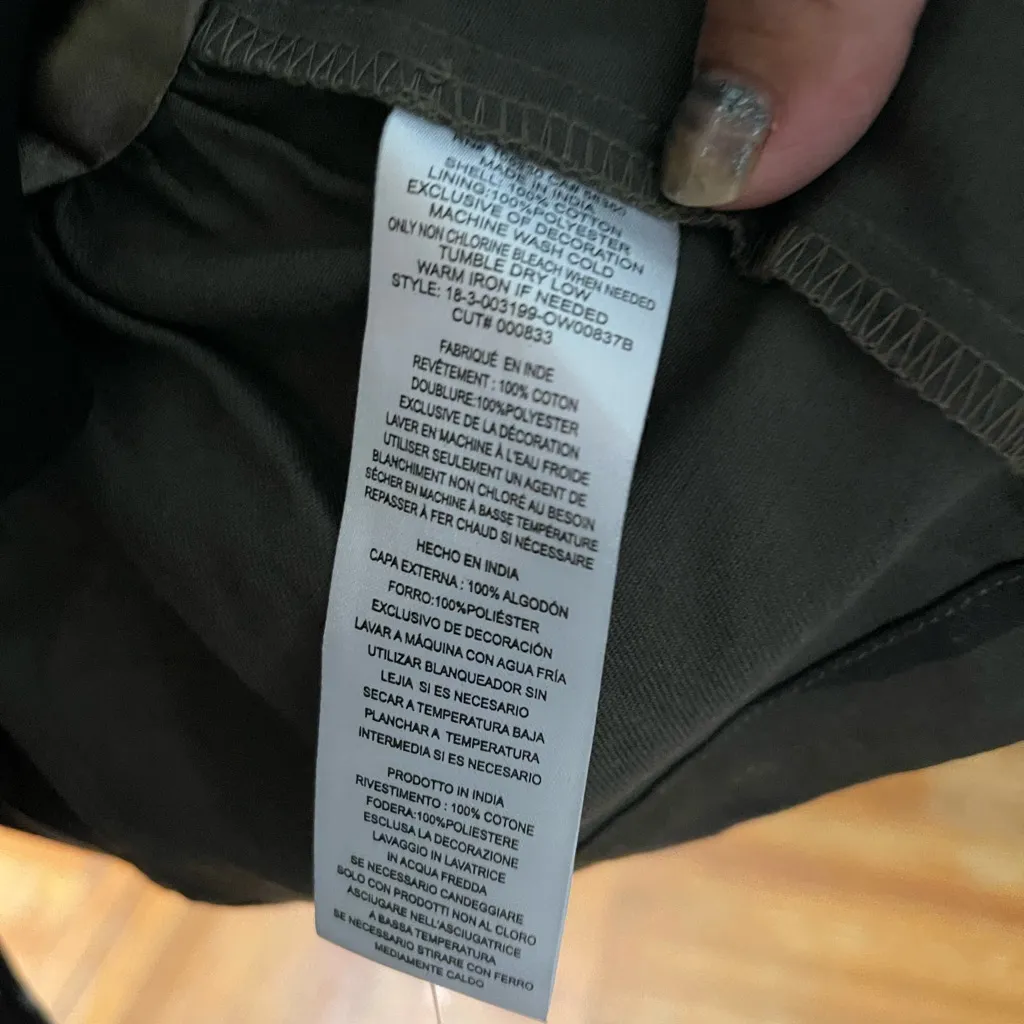 MADE IN INDIA
SHELL: 100% COTTON
LINING:100%POLYESTER
EXCLUSIVE OF DECORATION
MACHINE WASH COLD
ONLY NON CHLORINE BLEACH WHEN NEEDED
TUMBLE DRY LOW
WARM IRON IF NEEDED
STYLE: 18-3-003199-OW00837B
CUT# 000833
FABRIQUÉ EN INDE
REVÊTEMENT : 100% COTON
DOUBLURE:100%POLYESTER
EXCLUSIVE DE LA DÉCORATION
LAVER EN MACHINE À L'EAU FROIDE
UTILISER SEULEMENT UN AGENT DE
BLANCHIMENT NON CHLORÉ AU BESOIN
SÉCHER EN MACHINE À BASSE TEMPÉRATURE
REPASSER À FER CHAUD SI NÉCESSAIRE
HECHO EN INDIA
CAPA EXTERNA : 100% ALGODÓN
FORRO:100%POLIÉSTER
EXCLUSIVO DE DECORACIÓN
LAVAR A MÁQUINA CON AGUA FRÍA
UTILIZAR BLANQUEADOR SIN
LEJIA SI ES NECESARIO
SECAR A TEMPERATURA BAJA
PLANCHAR A TEMPERATURA
INTERMEDIA SI ES NECESARIO
PRODOTTO IN INDIA
RIVESTIMENTO : 100% COTONE
FODERA:100%POLIESTERE
ESCLUSA LA DECORAZIONE
LAVAGGIO IN LAVATRICE
IN ACQUA FREDDA
SE NECESSARIO CANDEGGIARE
SOLO CON PRODOTTI NON AL CLORO
ASCIUGARE NELL'ASCIUGATRICE
A BASSA TEMPERATURA
SE NECESSARIO STIRARE CON FERRO
MEDIAMENTE CALDO